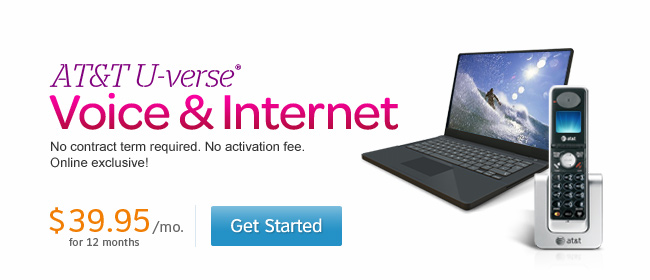 AT&T U-verse®
Voice & Internet
No contract term required. No activation fee.
Online exclusive!
$39.95/mo.
for 12 months
Get Started
at&t
at&t